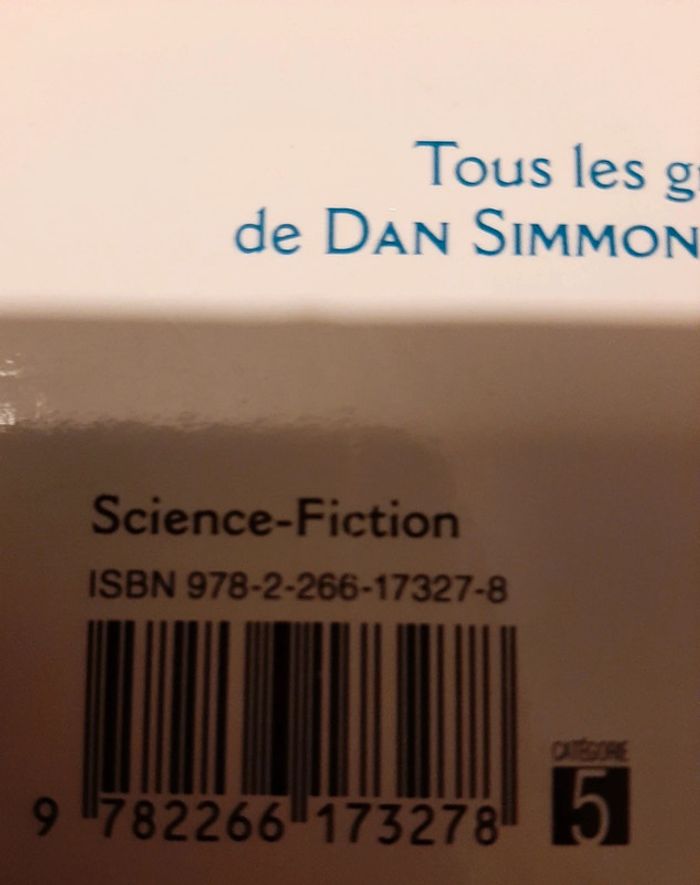 Tous les g
de DAN SIMMON
Science-Fiction
ISBN 978-2-266-17327-8
9 782266 173278
CATÉGORIE
5